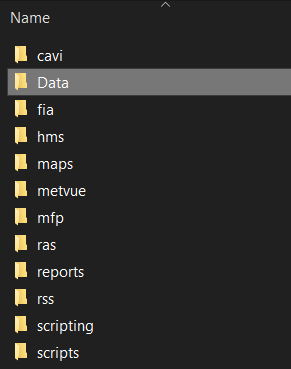 Name
cavi
Data
fia
hms
maps
metvue
mfp
ras
reports
rss
scripting
scripts